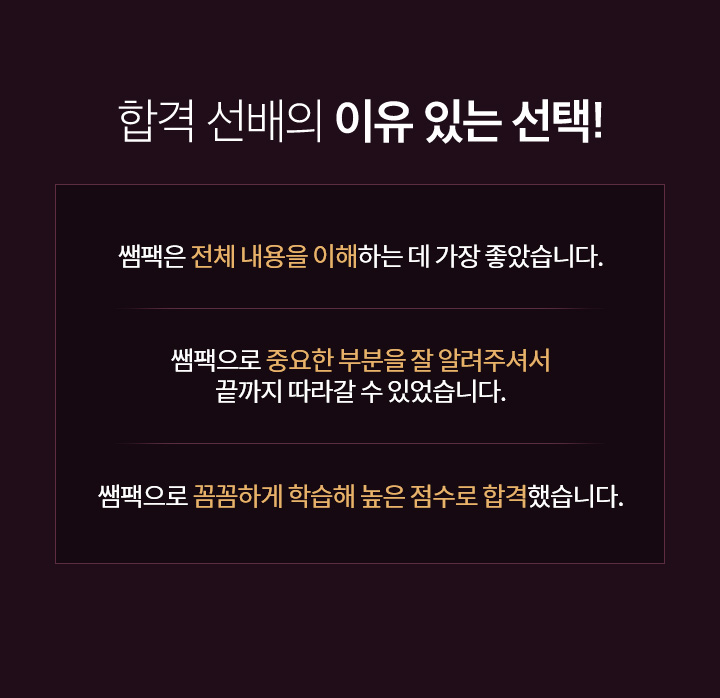 합격 선배의 이유 있는 선택!
쌤팩은 전체 내용을 이해하는 데 가장 좋았습니다.
쌤팩으로 중요한 부분을 잘 알려주셔서
끝까지 따라갈 수 있었습니다.
쌤팩으로 꼼꼼하게 학습해 높은 점수로 합격했습니다.